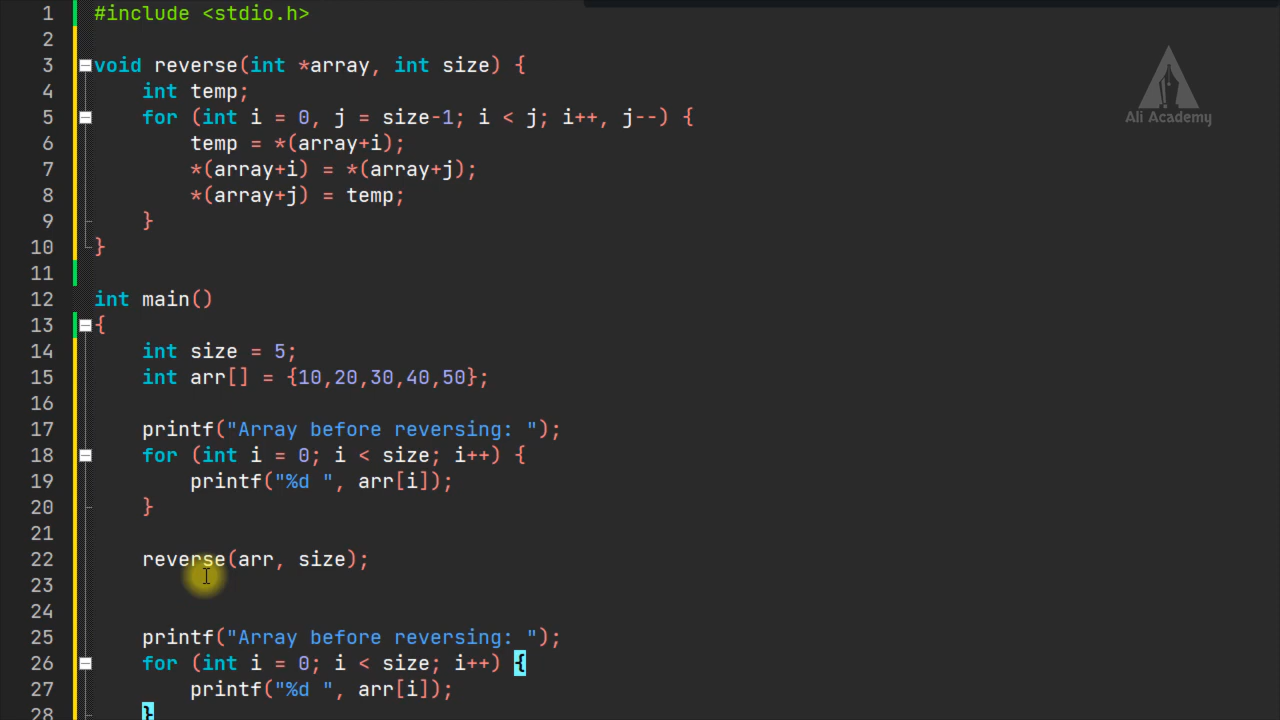 1 #include <stdio.h>
2
3 void reverse(int *array, int size) {
4     int temp;
5     for (int i = 0, j = size-1; i < j; i++, j--) {
6         temp = *(array+i);
7         *(array+i) = *(array+j);
8         *(array+j) = temp;
9     }
10 }
11
12 int main()
13 {
14     int size = 5;
15     int arr[] = {10,20,30,40,50};
16
17     printf("Array before reversing: ");
18     for (int i = 0; i < size; i++) {
19         printf("%d ", arr[i]);
20     }
21
22     reverse(arr, size);
23
24
25     printf("Array before reversing: ");
26     for (int i = 0; i < size; i++) {
27         printf("%d ", arr[i]);
28     }
Ali Academy